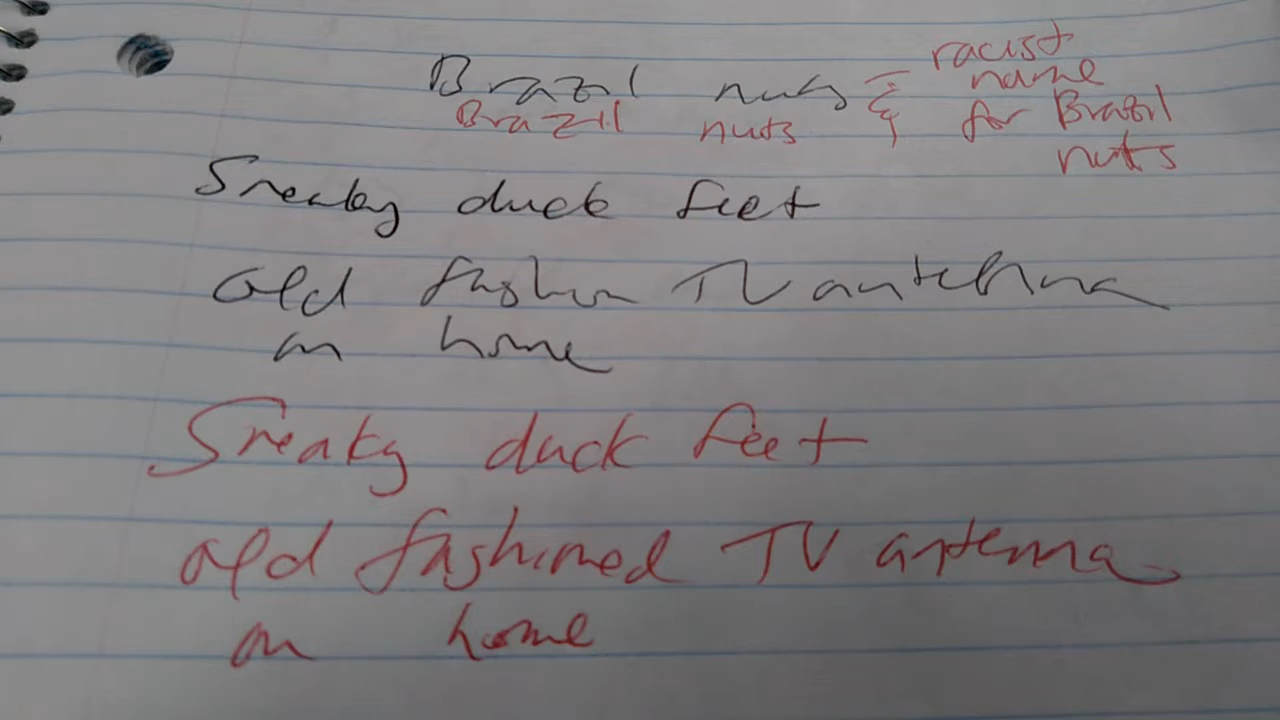 Brazil nuts & racist name for Brazil nuts
Brazil nuts
Sneaky duck feet
old fashion TV antenna
on home
Sneaky duck feet
old fashioned TV antenna
on home